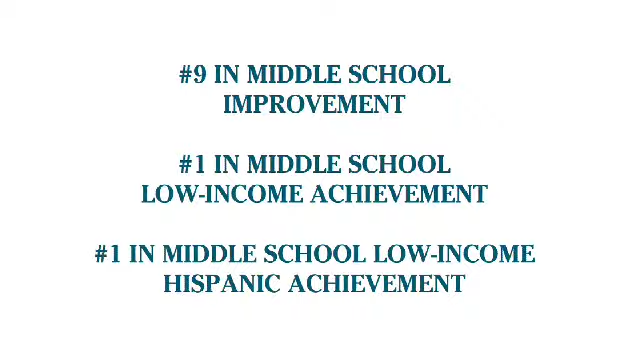 #9 IN MIDDLE SCHOOL
IMPROVEMENT
#1 IN MIDDLE SCHOOL
LOW-INCOME ACHIEVEMENT
#1 IN MIDDLE SCHOOL LOW-INCOME
HISPANIC ACHIEVEMENT